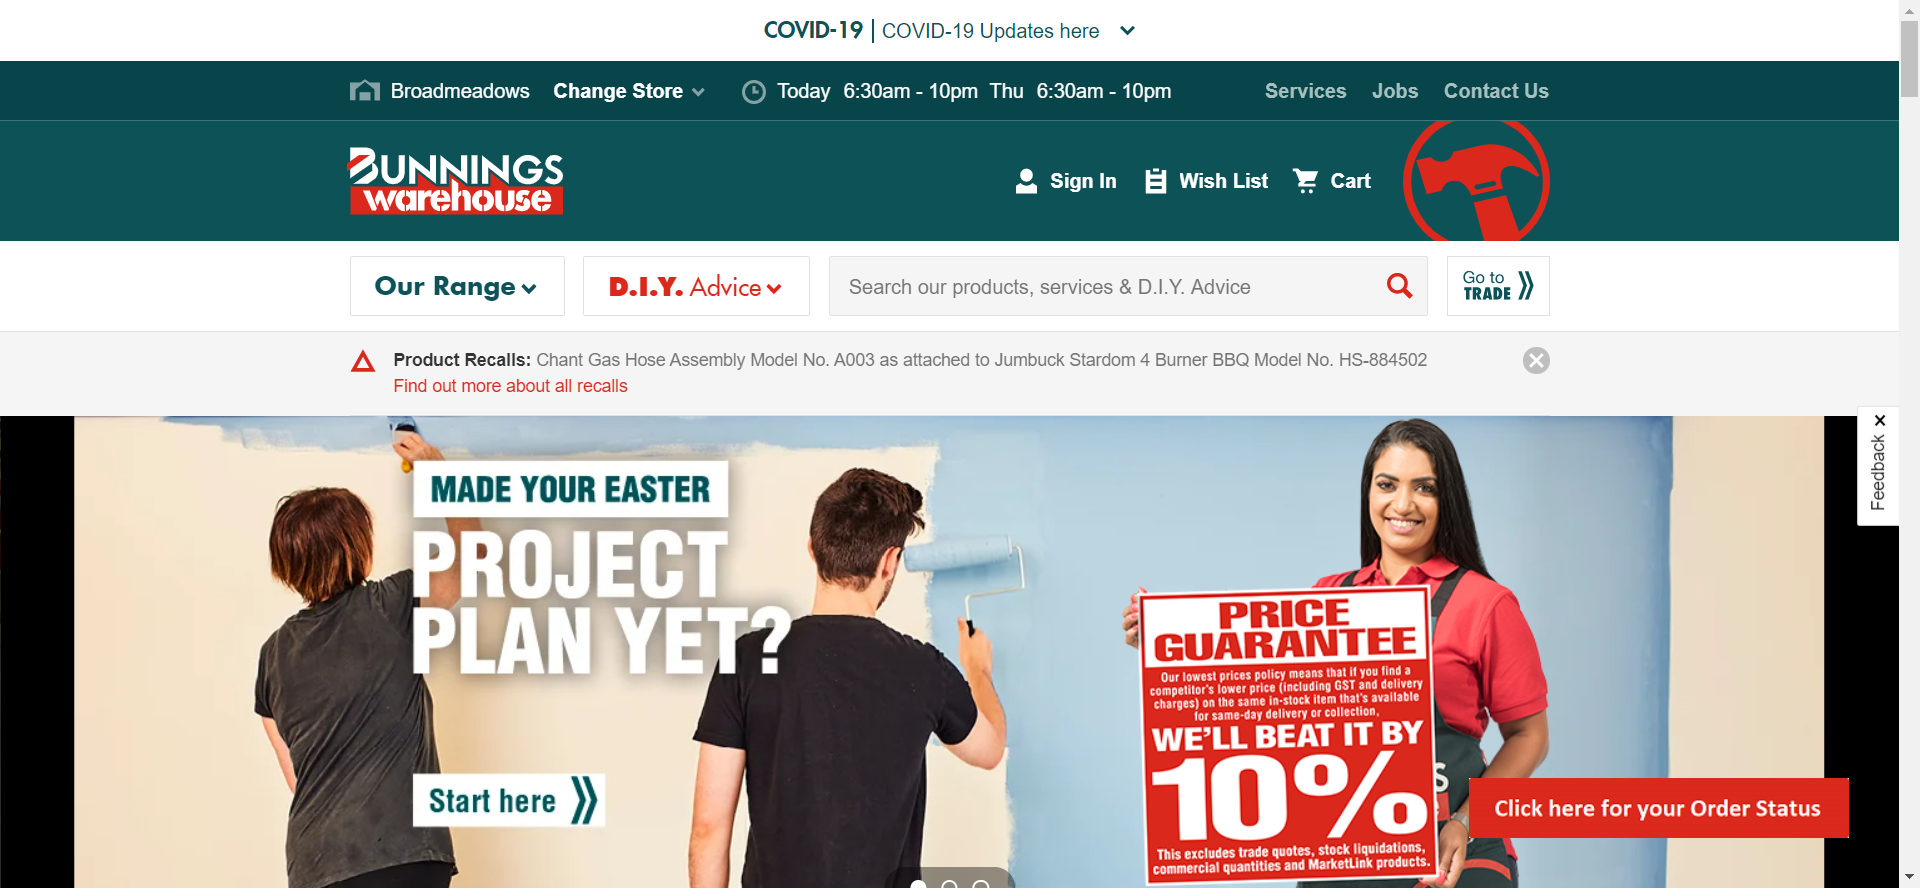 COVID-19 | COVID-19 Updates here
Broadmeadows Change Store Today 6:30am - 10pm Thu 6:30am - 10pm Services Jobs Contact Us
BUNNINGS
warehouse
Sign In Wish List Cart
Our Range D.I.Y. Advice Search our products, services & D.I.Y. Advice Go to
TRADE
Product Recalls: Chant Gas Hose Assembly Model No. A003 as attached to Jumbuck Stardom 4 Burner BBQ Model No. HS-884502
Find out more about all recalls
Feedback
MADE YOUR EASTER
PROJECT
PLAN YET?
Start here
PRICE
GUARANTEE
Our lowest prices policy means that if you find a
competitor's lower price (including GST and delivery
charges) on the same in-stock item that's available
for same-day delivery or collection,
WE'LL BEAT IT BY
10%
This excludes trade quotes, stock liquidations,
commercial quantities and MarketLink products.
Click here for your Order Status